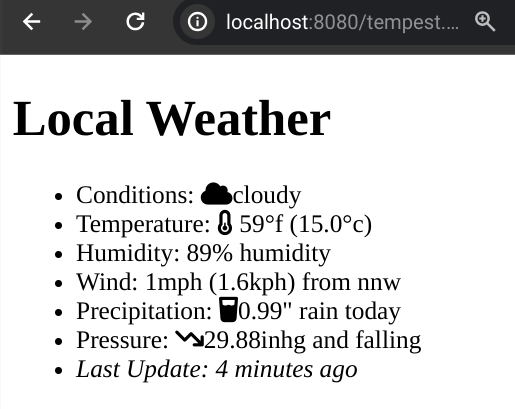 localhost:8080/tempest....
Local Weather
Conditions: cloudy
Temperature: 59°f (15.0°c)
Humidity: 89% humidity
Wind: 1mph (1.6kph) from nnw
Precipitation: 0.99" rain today
Pressure: 29.88inhg and falling
Last Update: 4 minutes ago